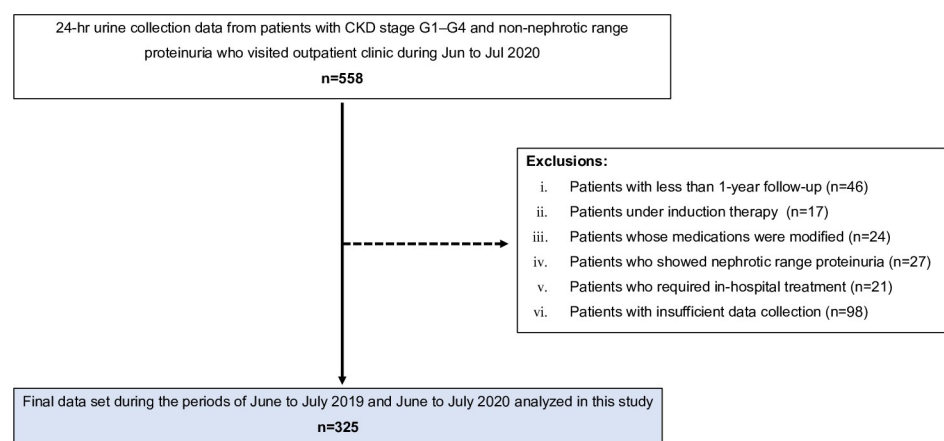 24-hr urine collection data from patients with CKD stage G1–G4 and non-nephrotic range
proteinuria who visited outpatient clinic during Jun to Jul 2020
n=558
Exclusions:
i. Patients with less than 1-year follow-up (n=46)
ii. Patients under induction therapy (n=17)
iii. Patients whose medications were modified (n=24)
iv. Patients who showed nephrotic range proteinuria (n=27)
v. Patients who required in-hospital treatment (n=21)
vi. Patients with insufficient data collection (n=98)
Final data set during the periods of June to July 2019 and June to July 2020 analyzed in this study
n=325